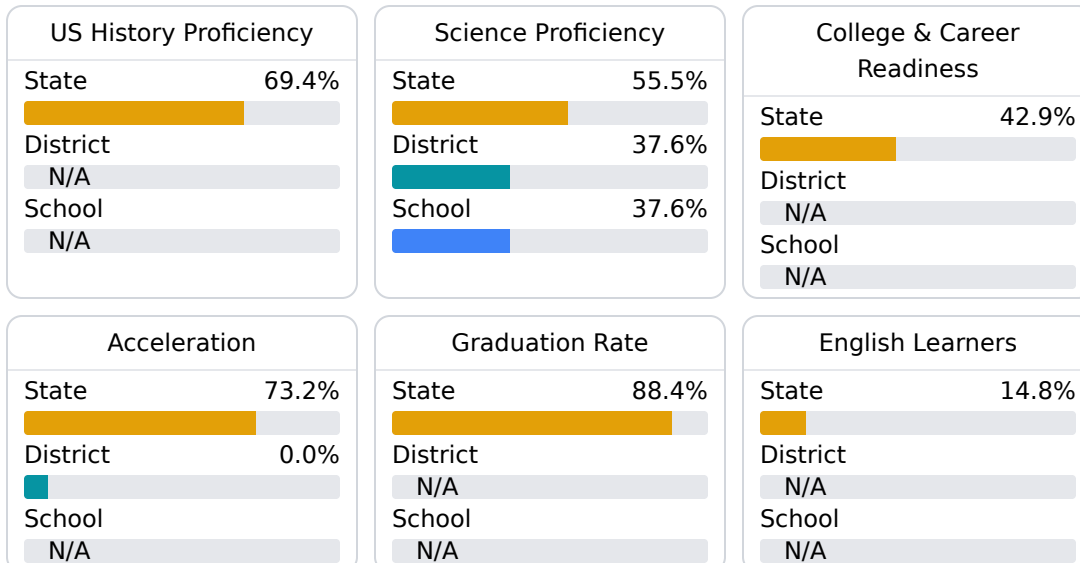 US History Proficiency
State 69.4%
District
N/A
School
N/A
Science Proficiency
State 55.5%
District 37.6%
School 37.6%
College & Career
Readiness
State 42.9%
District
N/A
School
N/A
Acceleration
State 73.2%
District 0.0%
School
N/A
Graduation Rate
State 88.4%
District
N/A
School
N/A
English Learners
State 14.8%
District
N/A
School
N/A